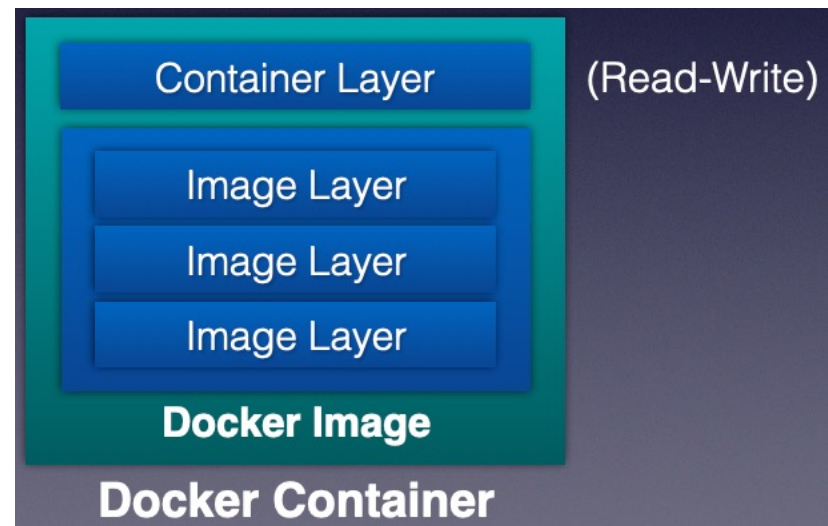 Container Layer (Read-Write)
Image Layer
Image Layer
Image Layer
Docker Image
Docker Container